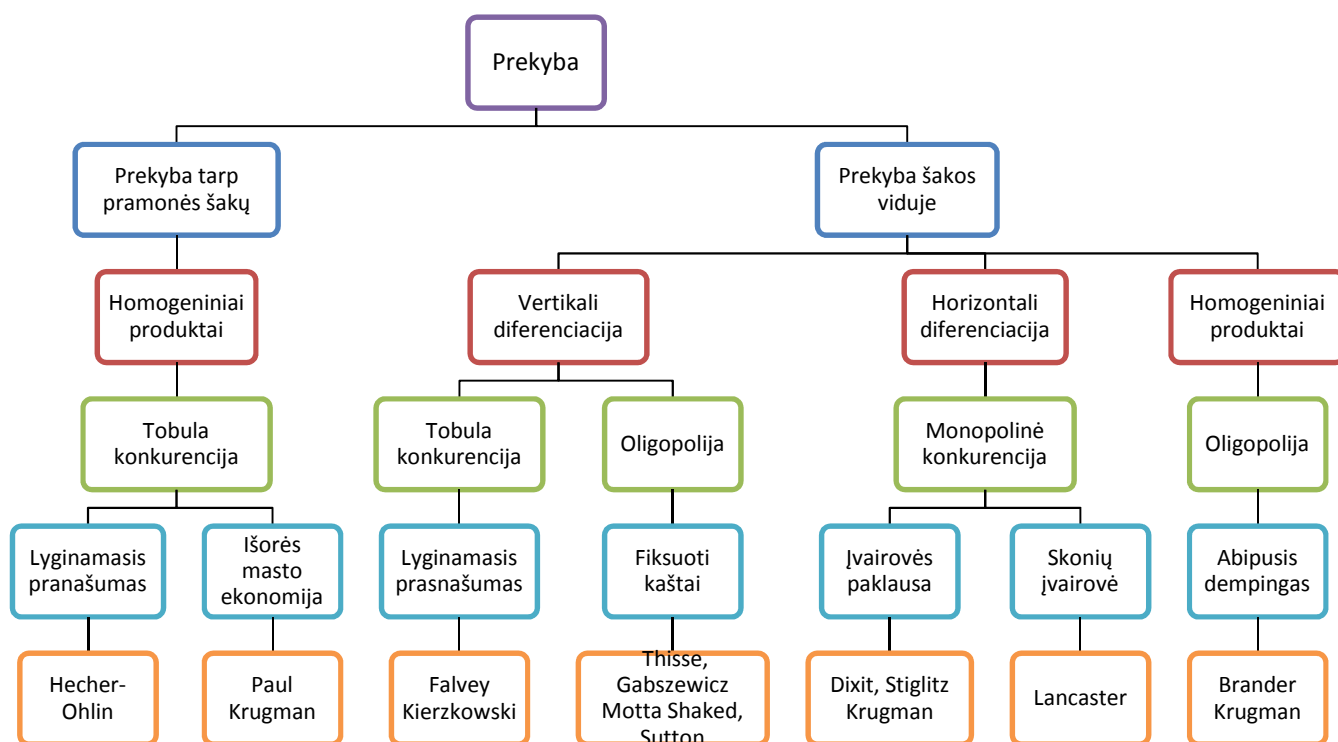 Prekyba
Prekyba tarp
pramonės šakų
Prekyba šakos
viduje
Homogeniniai
produktai
Vertikali
diferenciacija
Horizontali
diferenciacija
Homogeniniai
produktai
Tobula
konkurencija
Tobula
konkurencija
Oligopolija
Monopolinė
konkurencija
Oligopolija
Lyginamasis
pranašumas
Išorės
masto
ekonomija
Lyginamasis
prasnašumas
Fiksuoti
kaštai
Įvairovės
paklausa
Skonių
įvairovė
Abipusis
dempingas
Hecher-
Ohlin
Paul
Krugman
Falvey
Kierzkowski
Thisse,
Gabszewicz
Motta Shaked,
Sutton
Dixit, Stiglitz
Krugman
Lancaster
Brander
Krugman